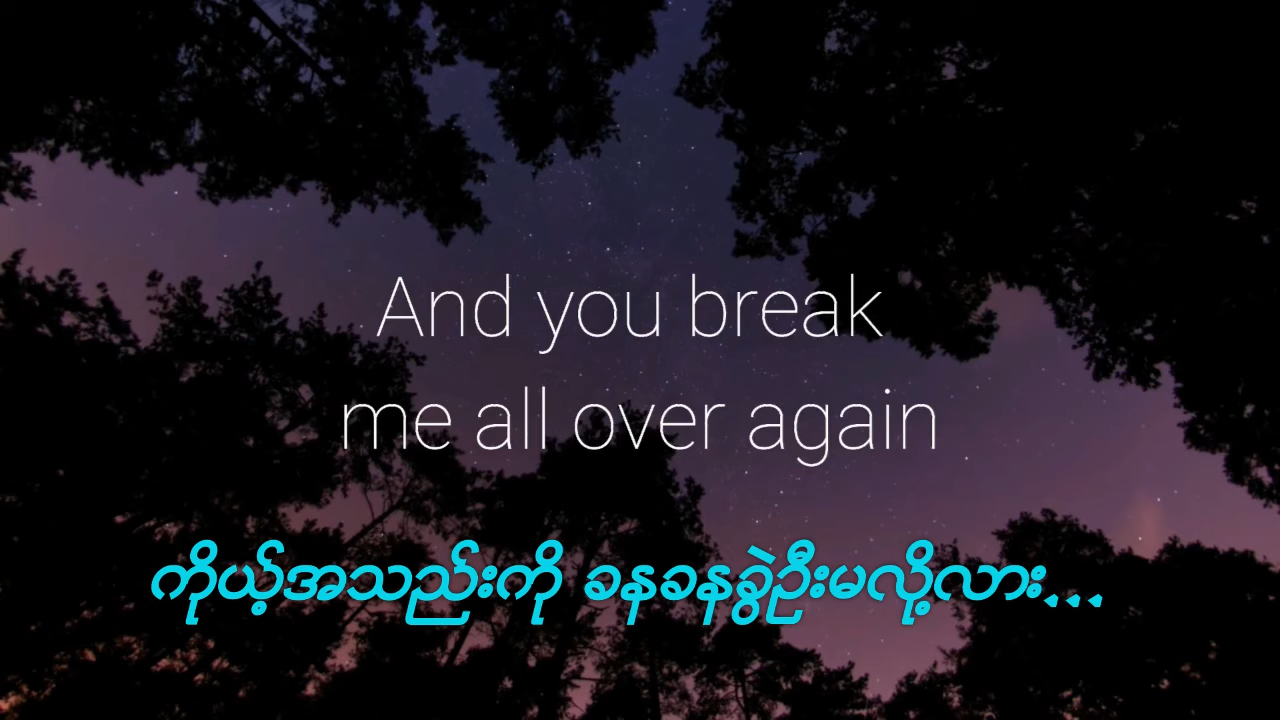 And you break
me all over again
ကိုယ့်အသည်းကို ခနခနခွဲဦးမလို့လား...